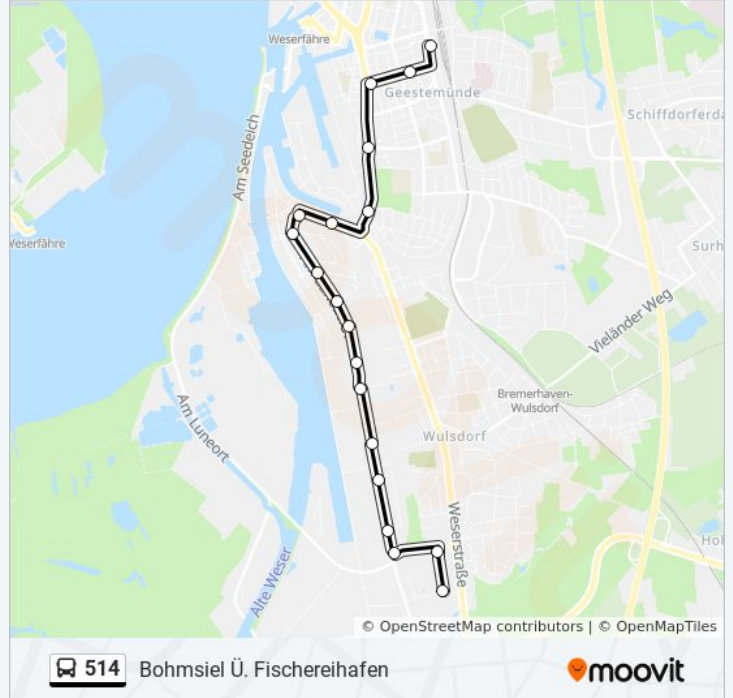 Weserfähre
Geestemünde
Schiffdorferda
Am Seedeich
Weserfähre
Surh
Vieländer Weg
Bremerhaven-
Wulsdorf
Am Luneort
Wulsdorf
Weserstraße
Hol
Alte Weser
© OpenStreetMap contributors | © OpenMapTiles
514 Bohmsiel Ü. Fischereihafen moovit